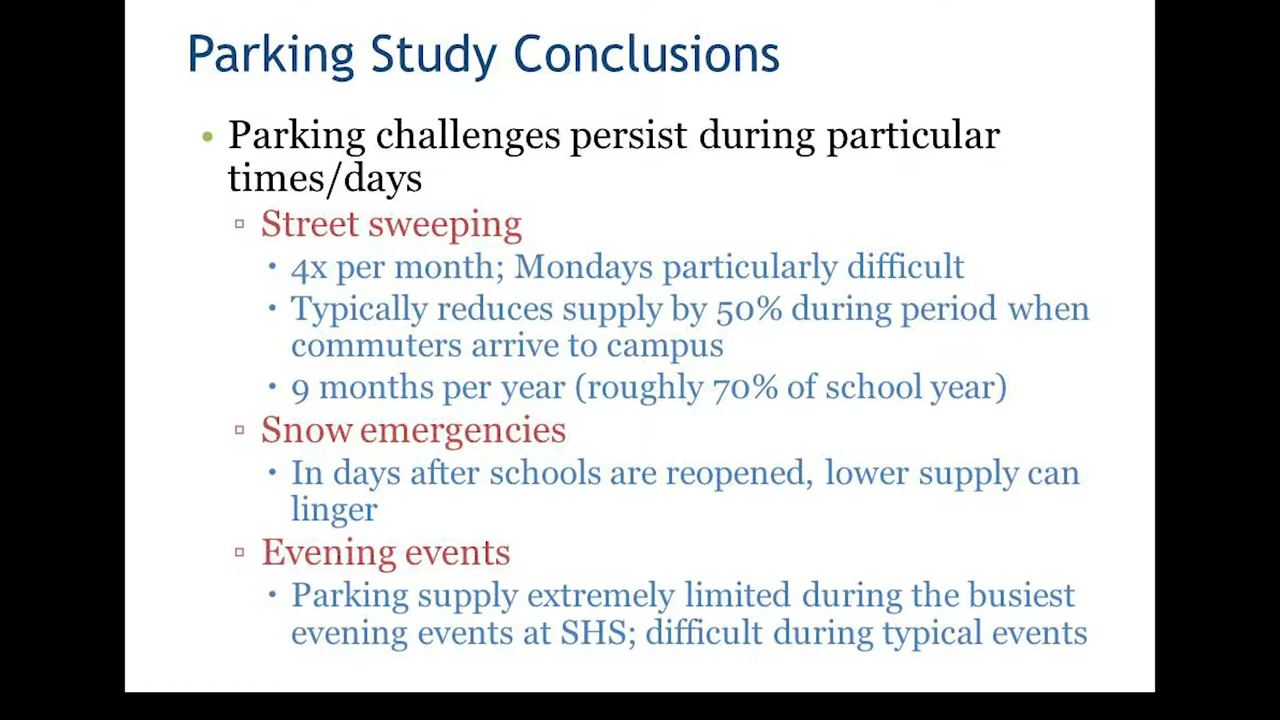 Parking Study Conclusions
• Parking challenges persist during particular
times/days
▫ Street sweeping
• 4x per month; Mondays particularly difficult
• Typically reduces supply by 50% during period when
commuters arrive to campus
• 9 months per year (roughly 70% of school year)
▫ Snow emergencies
• In days after schools are reopened, lower supply can
linger
▫ Evening events
• Parking supply extremely limited during the busiest
evening events at SHS; difficult during typical events